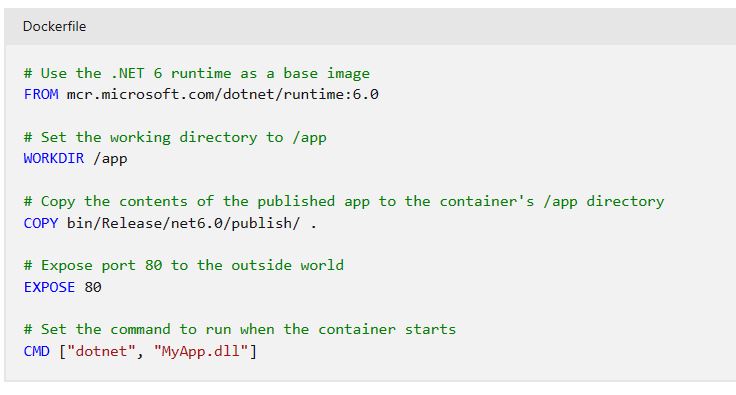 Dockerfile
# Use the .NET 6 runtime as a base image
FROM mcr.microsoft.com/dotnet/runtime:6.0
# Set the working directory to /app
WORKDIR /app
# Copy the contents of the published app to the container's /app directory
COPY bin/Release/net6.0/publish/ .
# Expose port 80 to the outside world
EXPOSE 80
# Set the command to run when the container starts
CMD ["dotnet", "MyApp.dll"]